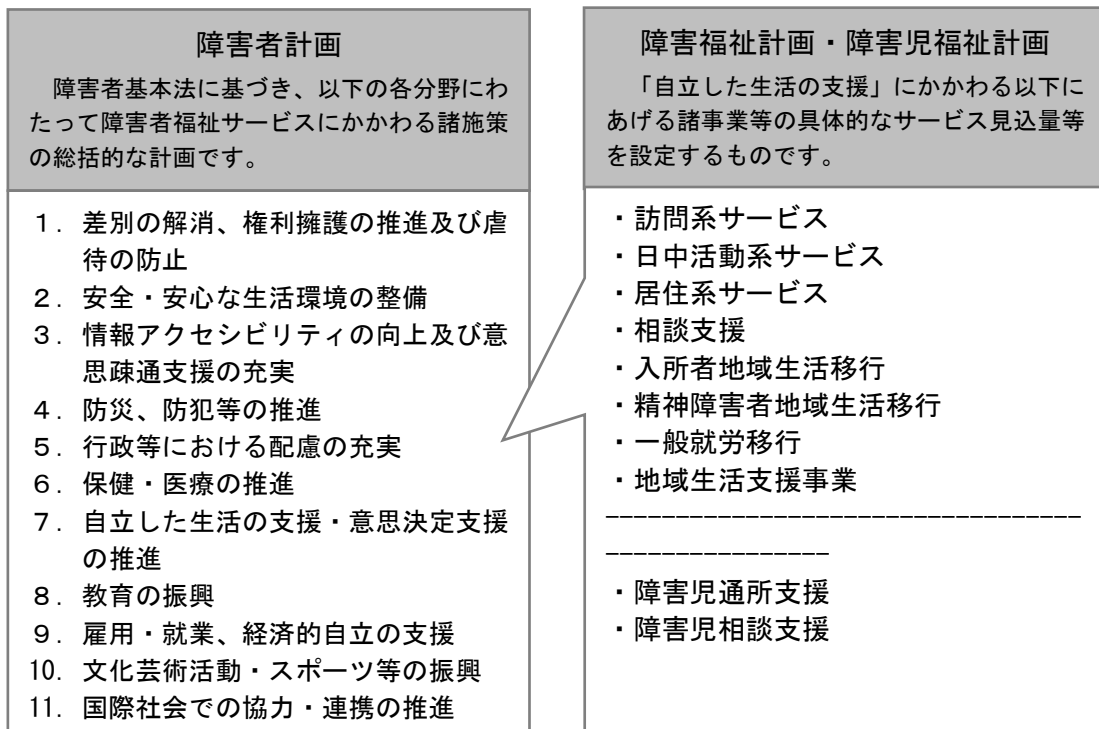 障害者計画
障害者基本法に基づき、以下の各分野にわ
たって障害者福祉サービスにかかわる諸施策
の総括的な計画です。
1. 差別の解消、権利擁護の推進及び虐
待の防止
2. 安全・安心な生活環境の整備
3. 情報アクセシビリティの向上及び意
思疎通支援の充実
4. 防災、防犯等の推進
5. 行政等における配慮の充実
6. 保健・医療の推進
7. 自立した生活の支援・意思決定支援
の推進
8. 教育の振興
9. 雇用・就業、経済的自立の支援
10. 文化芸術活動・スポーツ等の振興
11. 国際社会での協力・連携の推進
障害福祉計画・障害児福祉計画
「自立した生活の支援」にかかわる以下に
あげる諸事業等の具体的なサービス見込量等
を設定するものです。
・訪問系サービス
・日中活動系サービス
・居住系サービス
・相談支援
・入所者地域生活移行
・精神障害者地域生活移行
・一般就労移行
・地域生活支援事業
----------------------------------
----------------
・障害児通所支援
・障害児相談支援